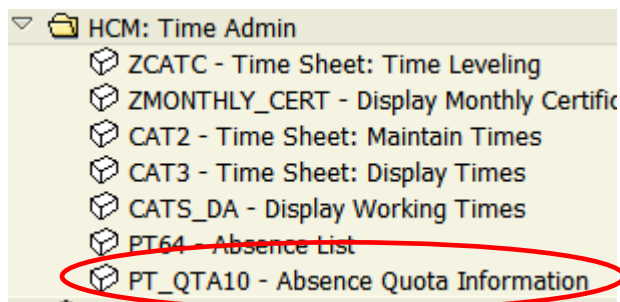 HCM: Time Admin
ZCATC - Time Sheet: Time Leveling
ZMONTHLY_CERT - Display Monthly Certific
CAT2 - Time Sheet: Maintain Times
CAT3 - Time Sheet: Display Times
CATS_DA - Display Working Times
PT64 - Absence List
PT_QTA10 - Absence Quota Information